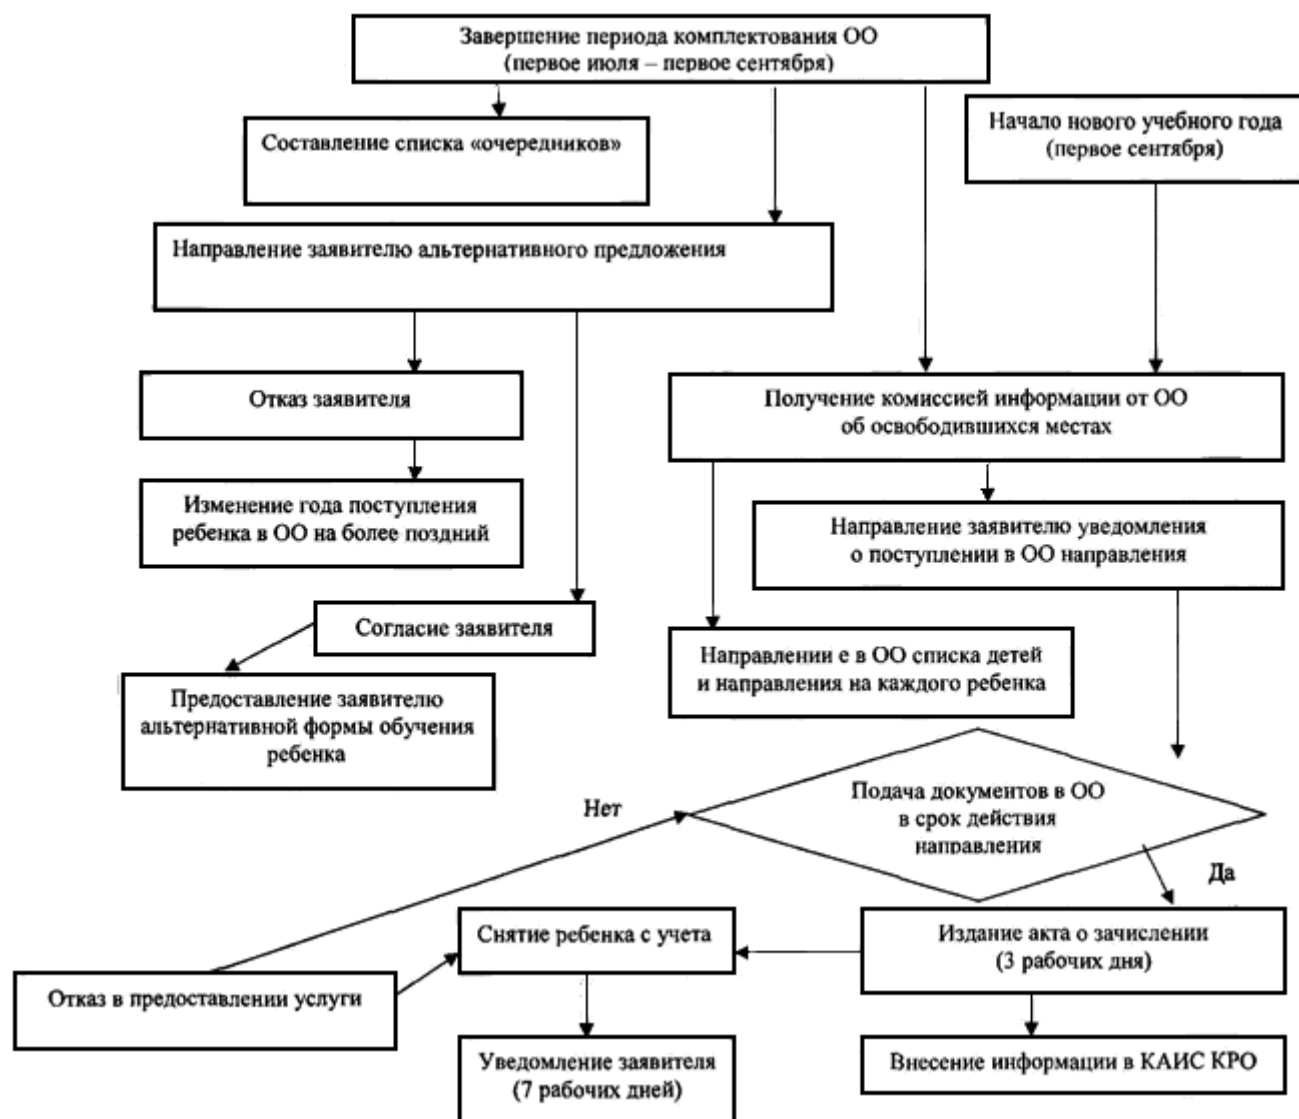 Завершение периода комплектования ОО
(первое июля – первое сентября)
Начало нового учебного года
(первое сентября)
Составление списка «очередников»
Направление заявителю альтернативного предложения
Отказ заявителя
Получение комиссией информации от ОО
об освободившихся местах
Изменение года поступления
ребенка в ОО на более поздний
Направление заявителю уведомления
о поступлении в ОО направления
Согласие заявителя
Направлении е в ОО списка детей
и направления на каждого ребенка
Предоставление заявителю
альтернативной формы обучения
ребенка
Подача документов в ОО
в срок действия
направления
Нет
Да
Снятие ребенка с учета
Издание акта о зачислении
(3 рабочих дня)
Отказ в предоставлении услуги
Уведомление заявителя
(7 рабочих дней)
Внесение информации в КАИС КРО